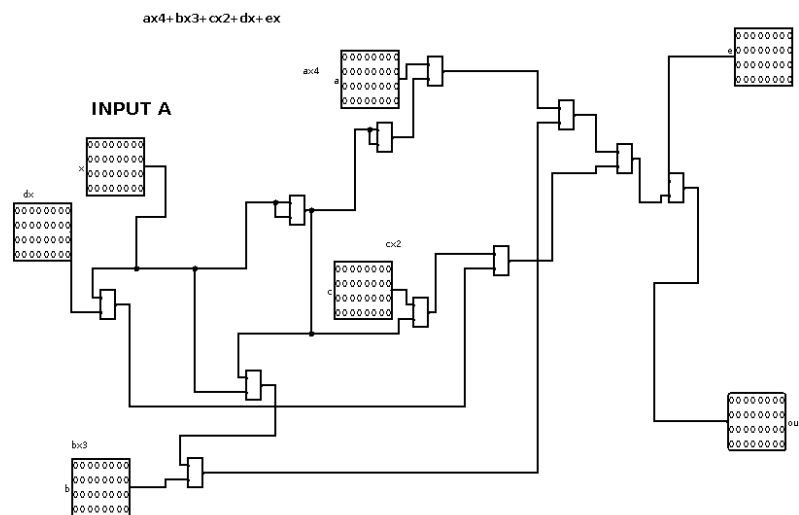 ax4+bx3+cx2+dx+ex
e
ax4
a
INPUT A
x
dx
cx2
c
ou
bx3
b